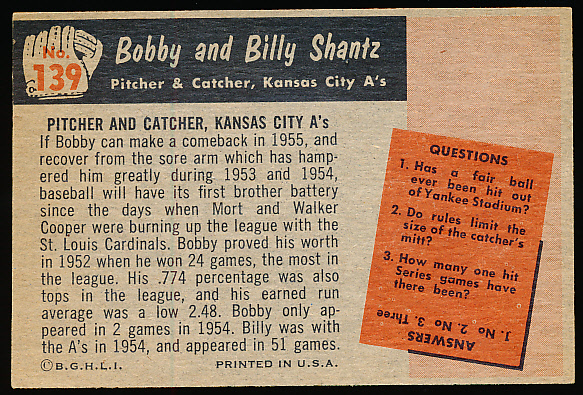 No.
139
Bobby and Billy Shantz
Pitcher & Catcher, Kansas City A's
PITCHER AND CATCHER, KANSAS CITY A's
If Bobby can make a comeback in 1955, and
recover from the sore arm which has hamp-
ered him greatly during 1953 and 1954,
baseball will have its first brother battery
since the days when Mort and Walker
Cooper were burning up the league with the
St. Louis Cardinals. Bobby proved his worth
in 1952 when he won 24 games, the most in
the league. His .774 percentage was also
tops in the league, and his earned run
average was a low 2.48. Bobby only ap-
peared in 2 games in 1954. Billy was with
the A's in 1954, and appeared in 51 games.
©B.G.H.L.I. PRINTED IN U.S.A.
QUESTIONS
1. Has a fair ball
ever been hit out
of Yankee Stadium?
2. Do rules limit the
size of the catcher's
mitt?
3. How many one hit
Series games have
there been?
ANSWERS
1. No 2. No 3. Three